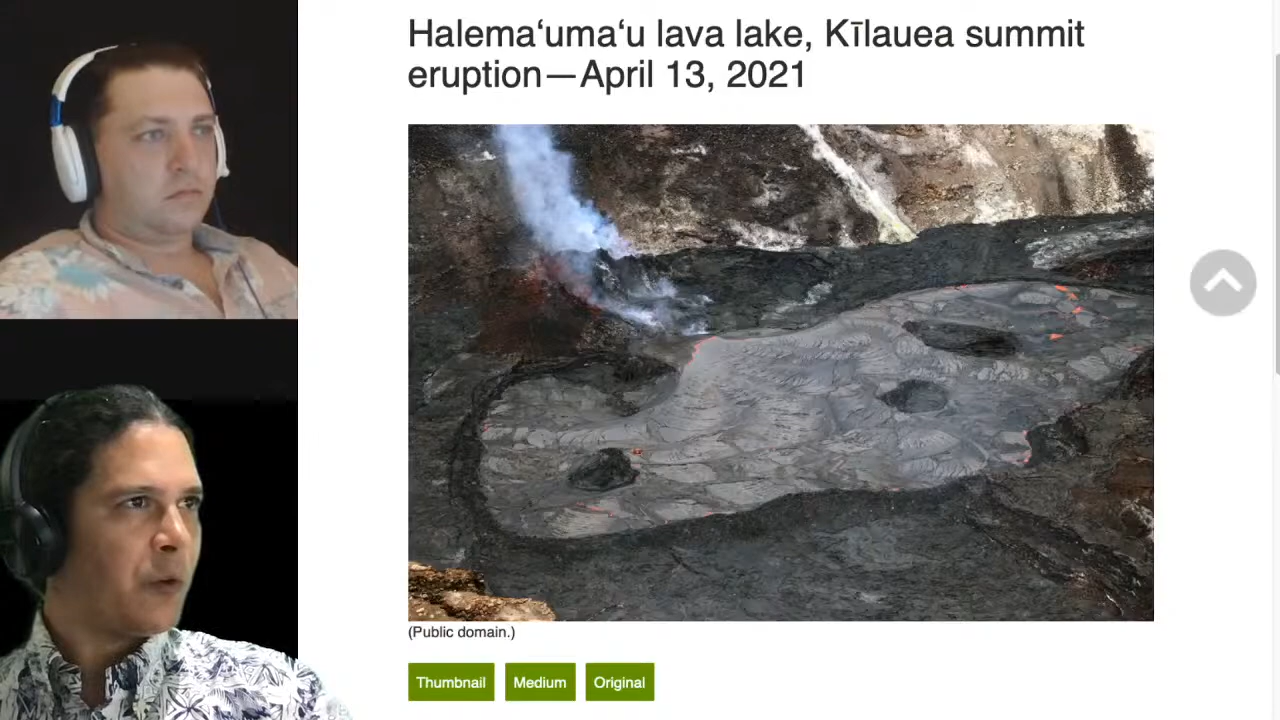 Halemaʻumaʻu lava lake, Kīlauea summit
eruption—April 13, 2021
(Public domain.)
Thumbnail
Medium
Original